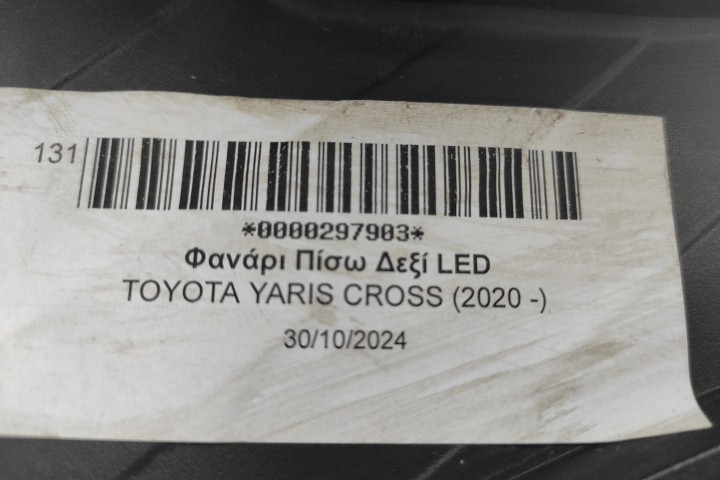 131
*0000297903*
Φανάρι Πίσω Δεξί LED
TOYOTA YARIS CROSS (2020 -)
30/10/2024